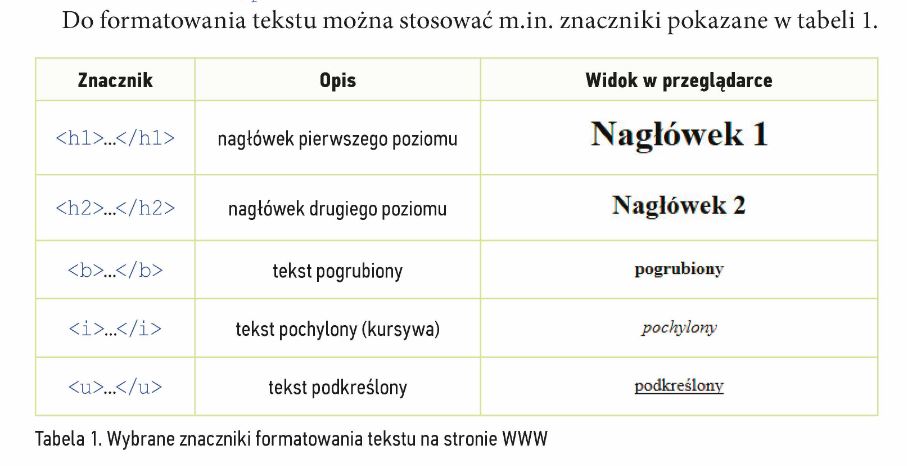 Do formatowania tekstu można stosować m.in. znaczniki pokazane w tabeli 1.
Znacznik Opis Widok w przeglądarce
<h1>...</h1> nagłówek pierwszego poziomu Nagłówek 1
<h2>...</h2> nagłówek drugiego poziomu Nagłówek 2
<b>...</b> tekst pogrubiony pogrubiony
<i>...</i> tekst pochylony (kursywa) pochylony
<u>...</u> tekst podkreślony podkreślony
Tabela 1. Wybrane znaczniki formatowania tekstu na stronie WWW